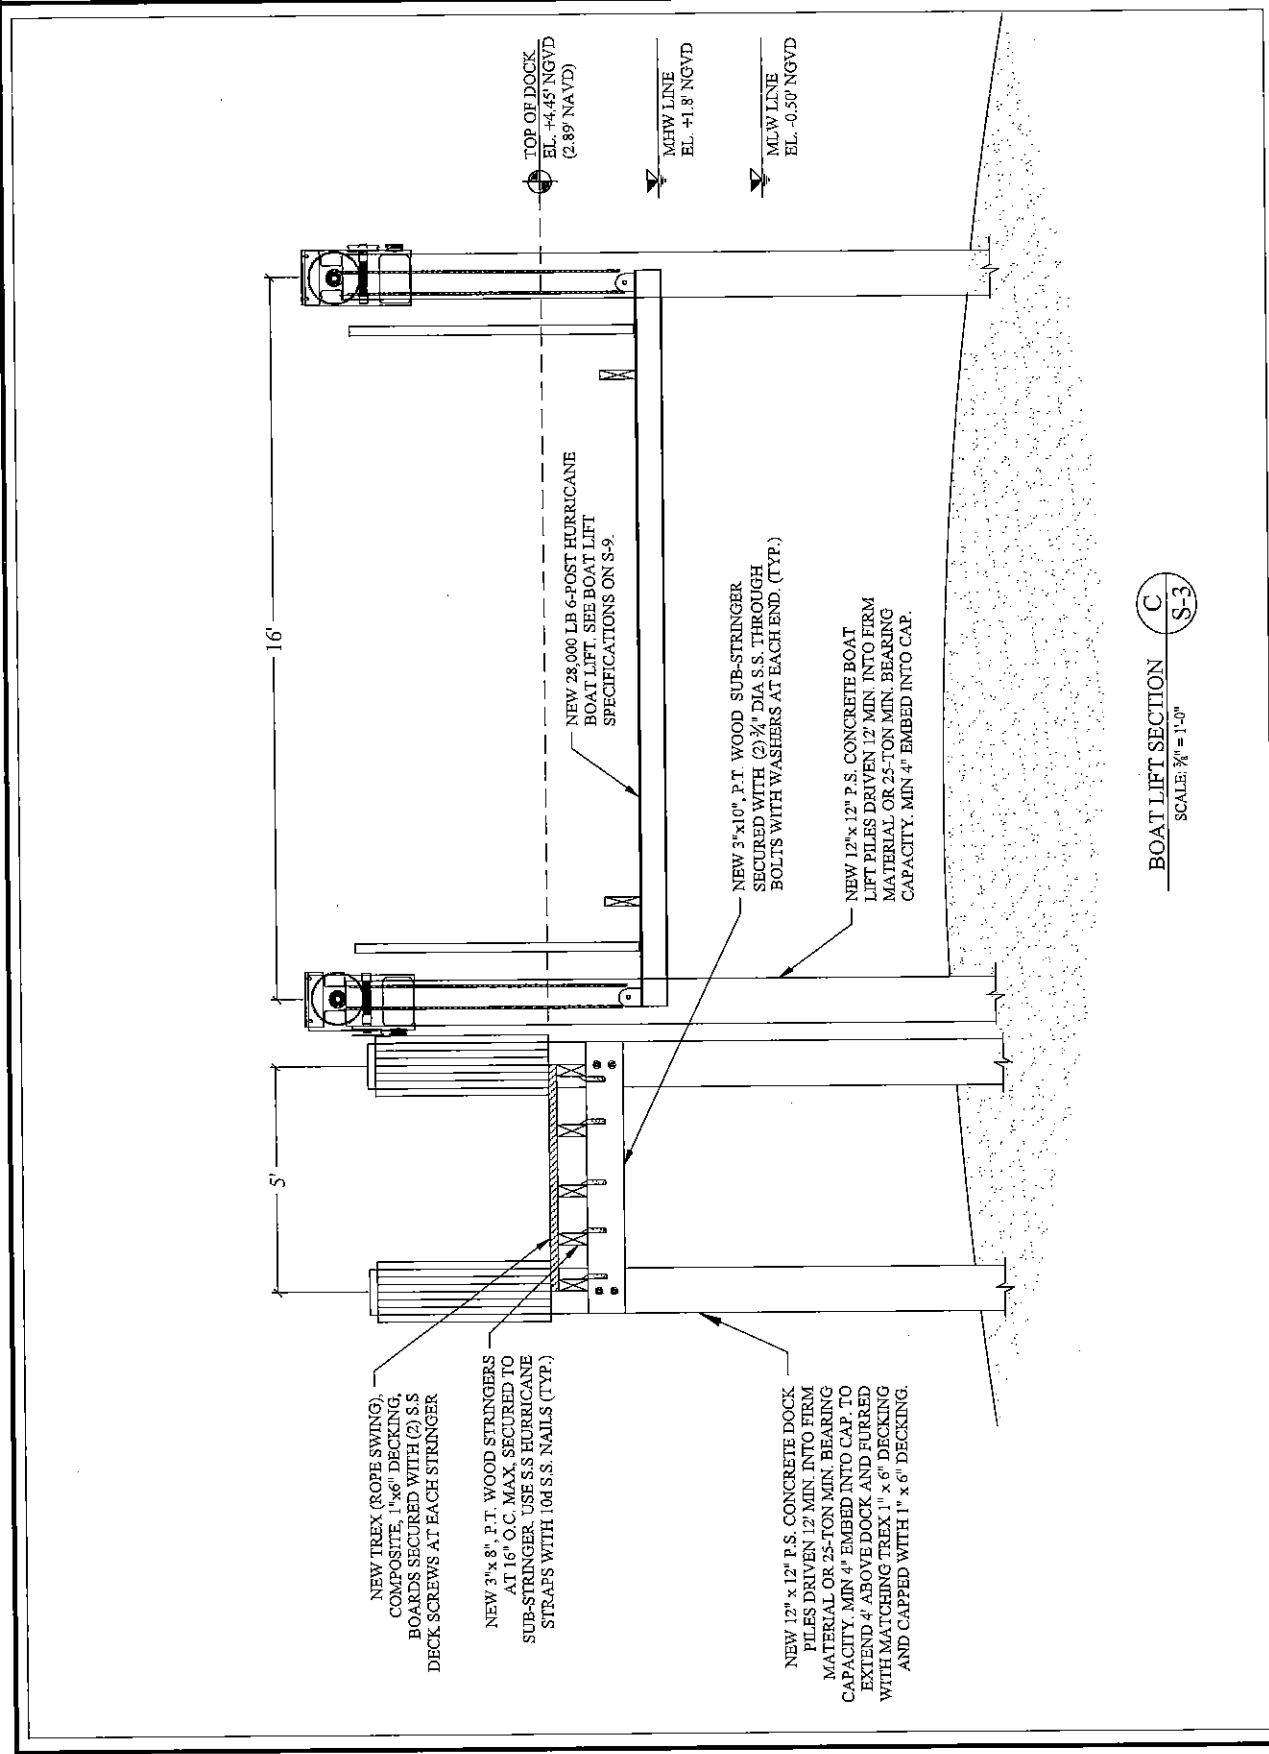 NEW TREX (ROPE SWING),
COMPOSITE, 1"x6" DECKING,
BOARDS SECURED WITH (2) S.S
DECK SCREWS AT EACH STRINGER
NEW 3"x 8", P.T. WOOD STRINGERS
AT 16" O.C. MAX, SECURED TO
SUB-STRINGER. USE S.S HURRICANE
STRAPS WITH 10d S.S. NAILS (TYP.)
NEW 12" x 12" P.S. CONCRETE DOCK
PILES DRIVEN 12' MIN. INTO FIRM
MATERIAL OR 25-TON MIN. BEARING
CAPACITY. MIN 4" EMBED INTO CAP. TO
EXTEND 4' ABOVE DOCK AND FURRED
WITH MATCHING TREX 1" x 6" DECKING
AND CAPPED WITH 1" x 6" DECKING.
5'
16'
NEW 28,000 LB 6-POST HURRICANE
BOAT LIFT. SEE BOAT LIFT
SPECIFICATIONS ON S-9.
NEW 3"x10", P.T. WOOD SUB-STRINGER
SECURED WITH (2) ¾" DIA S.S. THROUGH
BOLTS WITH WASHERS AT EACH END. (TYP.)
NEW 12"x 12" P.S. CONCRETE BOAT
LIFT PILES DRIVEN 12' MIN. INTO FIRM
MATERIAL OR 25-TON MIN. BEARING
CAPACITY. MIN 4" EMBED INTO CAP.
TOP OF DOCK
EL. +4.45' NGVD
(2.89' NAVD)
MHW LINE
EL. +1.8' NGVD
MLW LINE
EL. -0.50' NGVD
BOAT LIFT SECTION
SCALE: ⅜" = 1'-0"
C
S-3